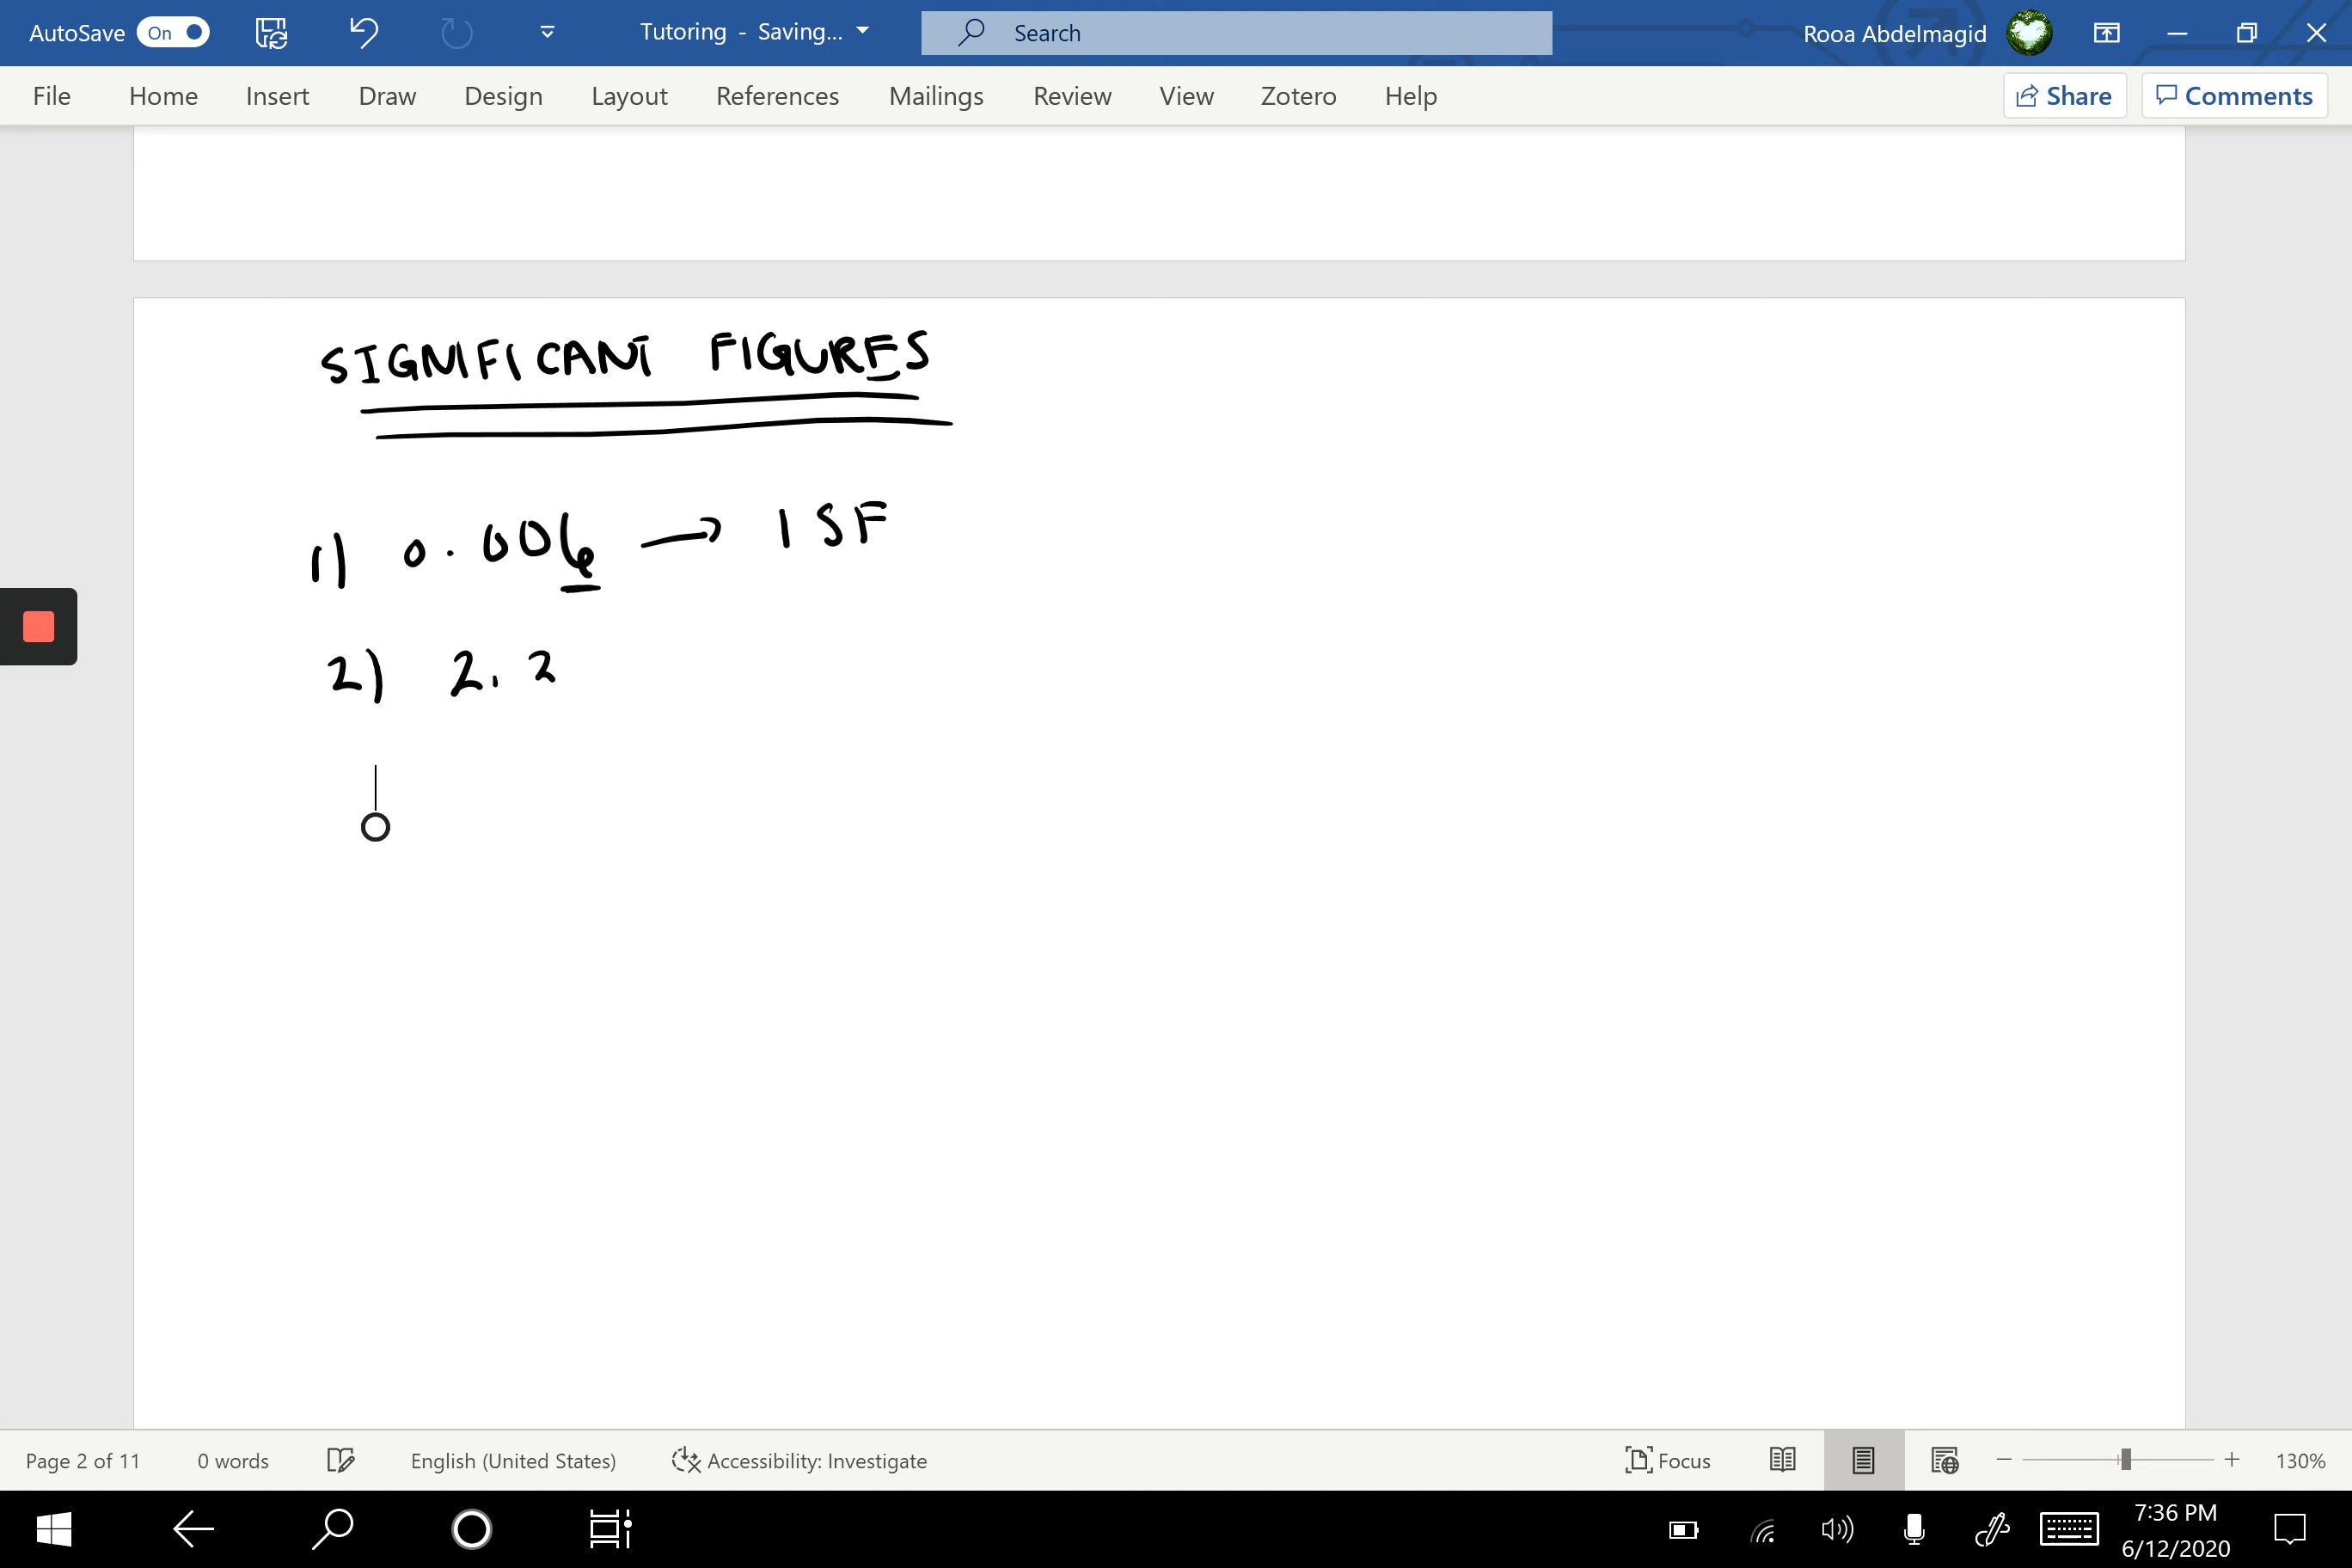 AutoSave On Tutoring - Saving... Search Rooa Abdelmagid
File Home Insert Draw Design Layout References Mailings Review View Zotero Help Share Comments
SIGNIFICANT FIGURES
1) 0.006 → 1 SF
2) 2.2
Page 2 of 11 0 words English (United States) Accessibility: Investigate Focus 130%
7:36 PM
6/12/2020